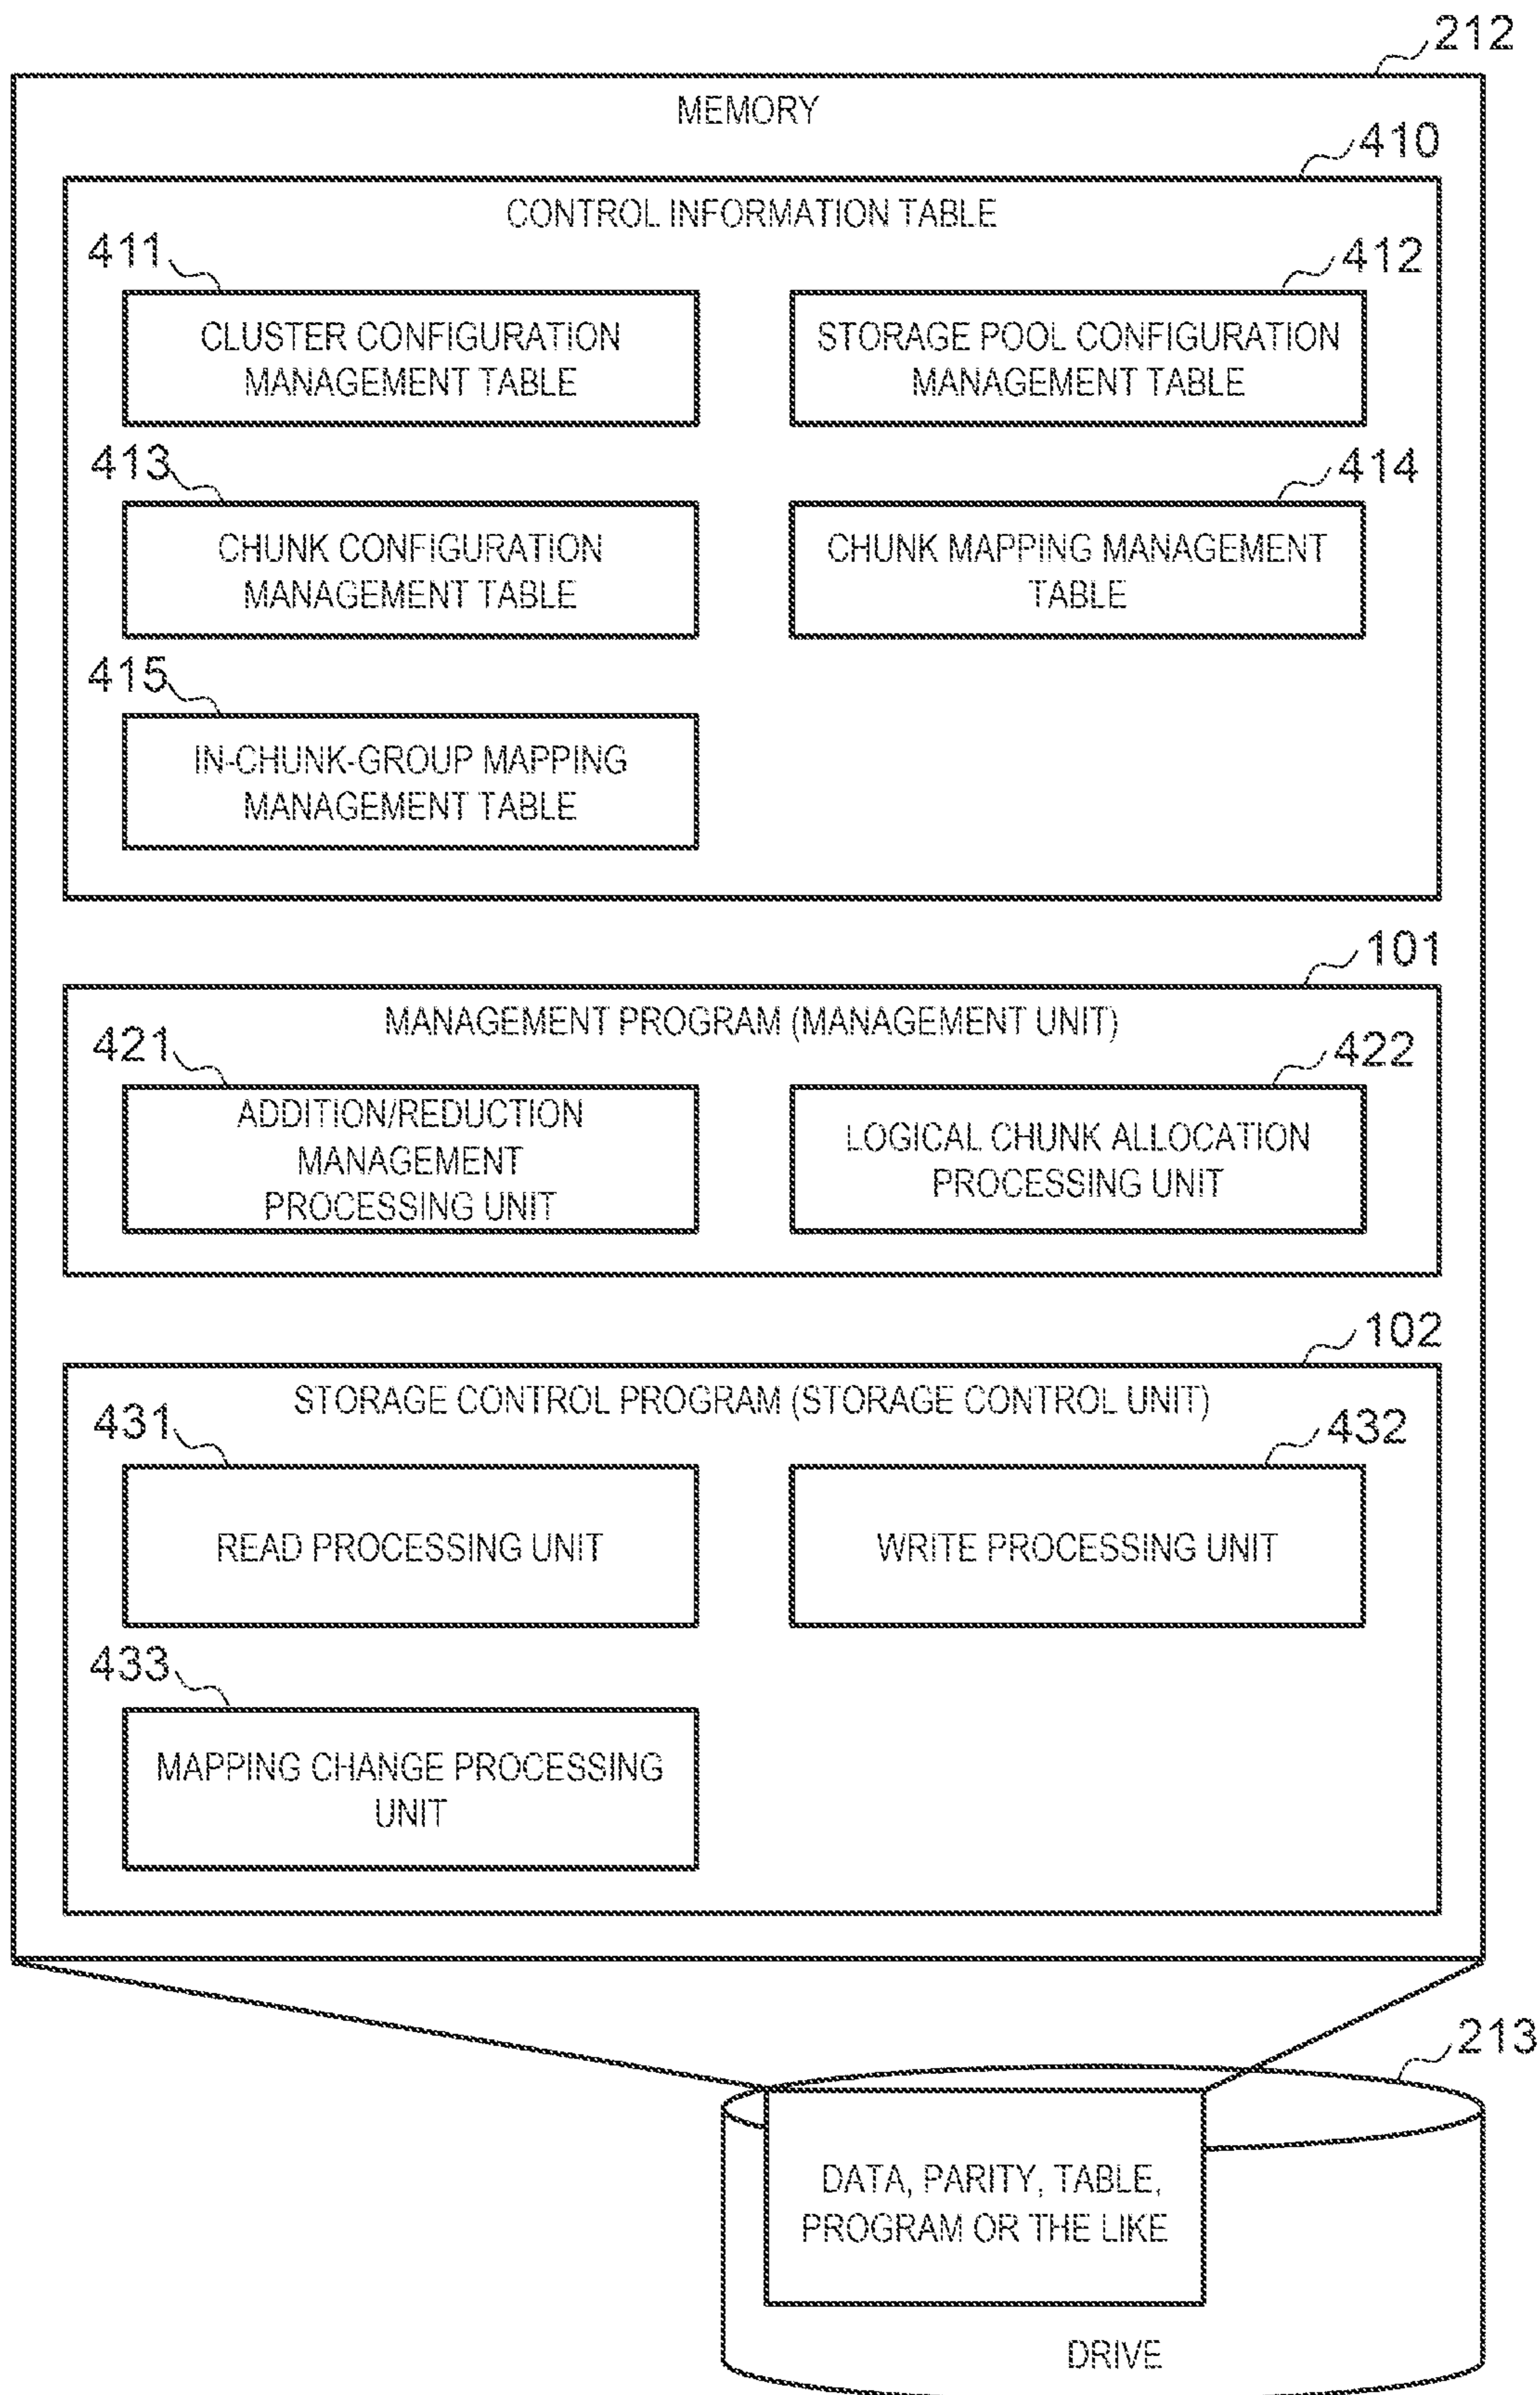 212
MEMORY
410
CONTROL INFORMATION TABLE
411
412
CLUSTER CONFIGURATION
MANAGEMENT TABLE
STORAGE POOL CONFIGURATION
MANAGEMENT TABLE
413
414
CHUNK CONFIGURATION
MANAGEMENT TABLE
CHUNK MAPPING MANAGEMENT
TABLE
415
IN-CHUNK-GROUP MAPPING
MANAGEMENT TABLE
101
MANAGEMENT PROGRAM (MANAGEMENT UNIT)
421
422
ADDITION/REDUCTION
MANAGEMENT
PROCESSING UNIT
LOGICAL CHUNK ALLOCATION
PROCESSING UNIT
102
STORAGE CONTROL PROGRAM (STORAGE CONTROL UNIT)
431
432
READ PROCESSING UNIT
WRITE PROCESSING UNIT
433
MAPPING CHANGE PROCESSING
UNIT
213
DATA, PARITY, TABLE,
PROGRAM OR THE LIKE
DRIVE